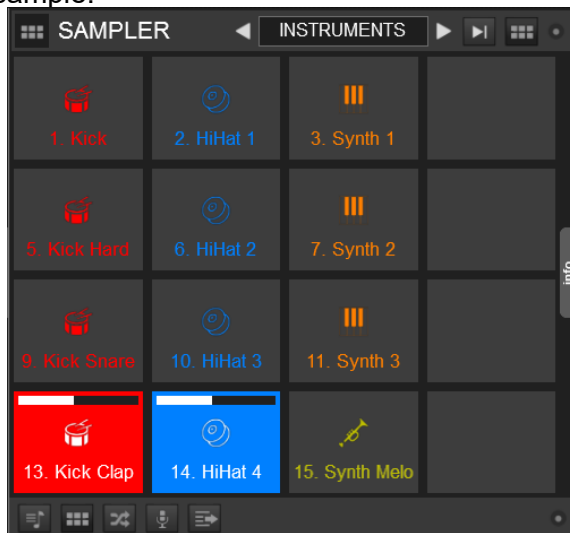 sample.
SAMPLER
INSTRUMENTS
1. Kick
2. HiHat 1
3. Synth 1
5. Kick Hard
6. HiHat 2
7. Synth 2
info
9. Kick Snare
10. HiHat 3
11. Synth 3
13. Kick Clap
14. HiHat 4
15. Synth Melo